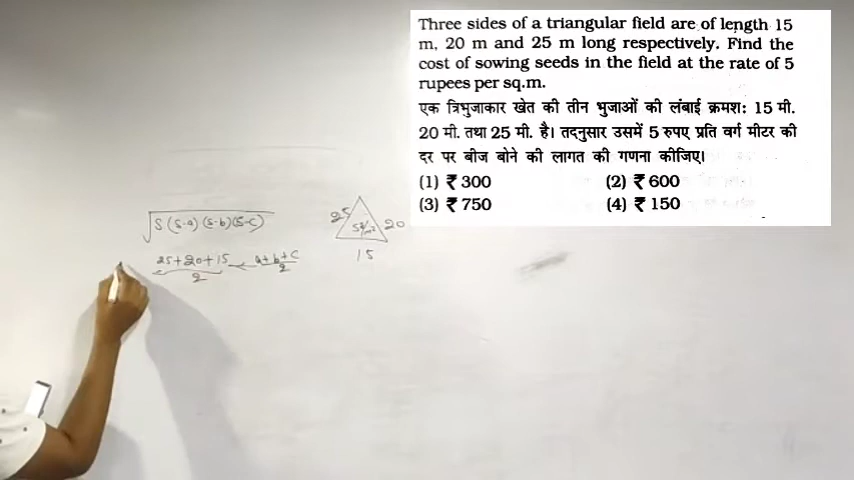 Three sides of a triangular field are of length 15
m, 20 m and 25 m long respectively. Find the
cost of sowing seeds in the field at the rate of 5
rupees per sq.m.
एक त्रिभुजाकार खेत की तीन भुजाओं की लंबाई क्रमश: 15 मी.
20 मी. तथा 25 मी. है। तद्नुसार उसमें 5 रुपए प्रति वर्ग मीटर की
दर पर बीज बोने की लागत की गणना कीजिए।
(1) ₹ 300 (2) ₹ 600
(3) ₹ 750 (4) ₹ 150
√S(S-a)(S-b)(S-c)
25 20
15
25+20+15 / 2 ← a+b+c / 2